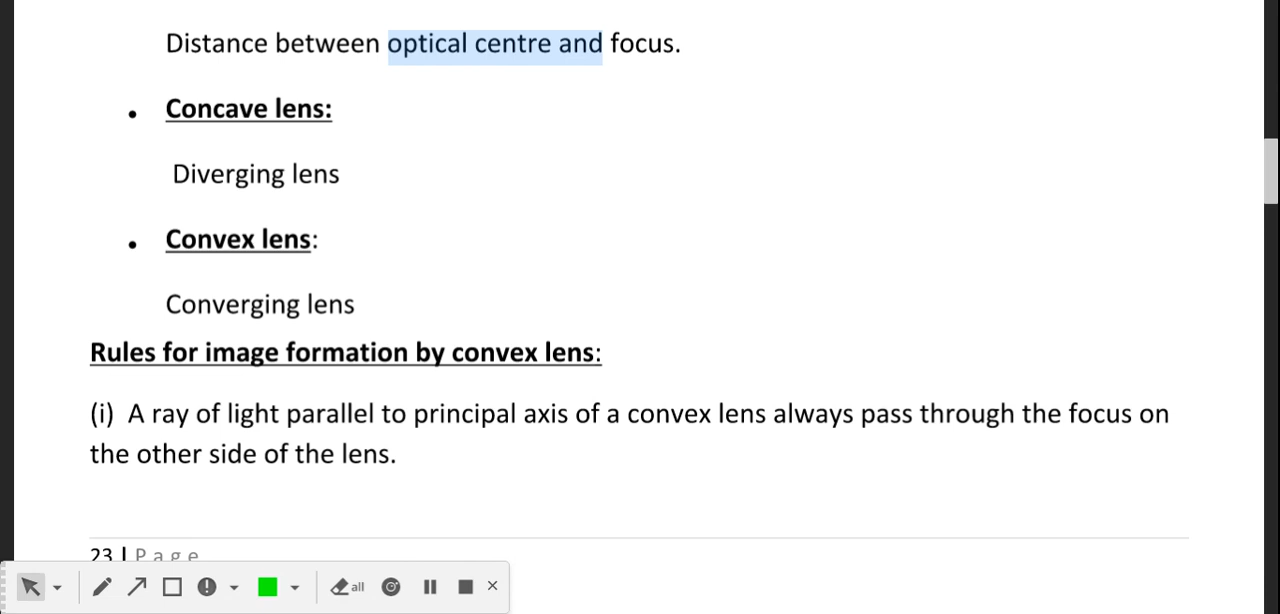 Distance between optical centre and focus.
• Concave lens:
Diverging lens
• Convex lens:
Converging lens
Rules for image formation by convex lens:
(i) A ray of light parallel to principal axis of a convex lens always pass through the focus on
the other side of the lens.
23 | Page
all